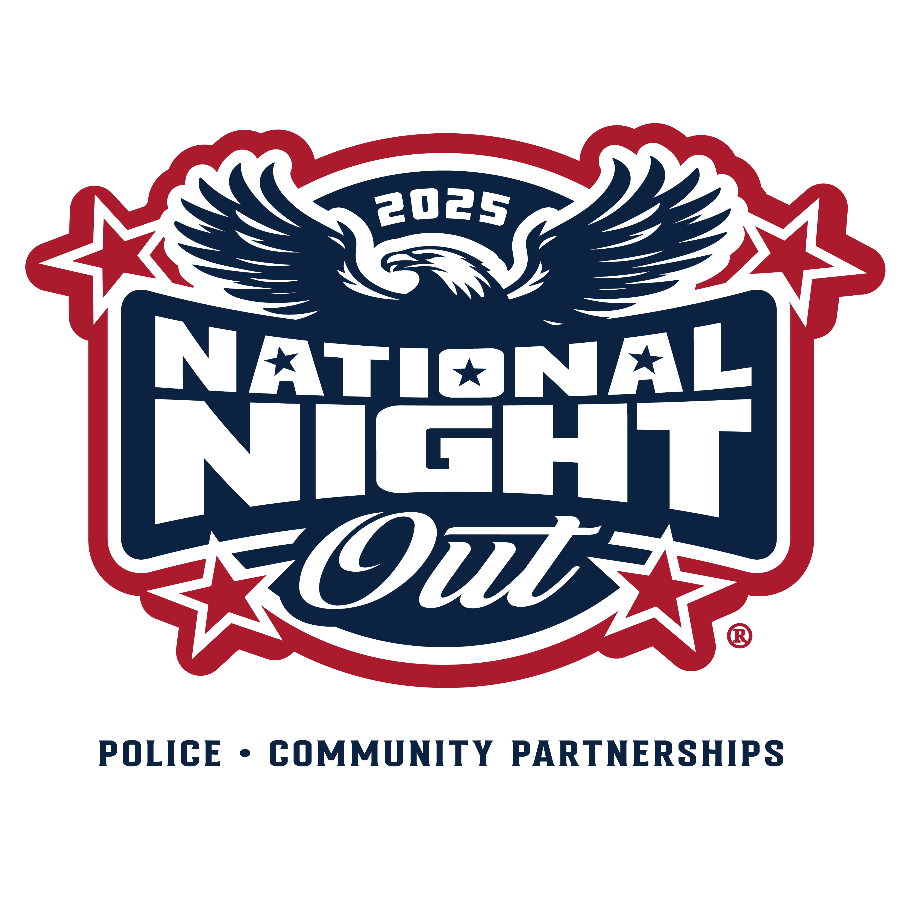 2025
NATIONAL
NIGHT
Out
®
POLICE • COMMUNITY PARTNERSHIPS